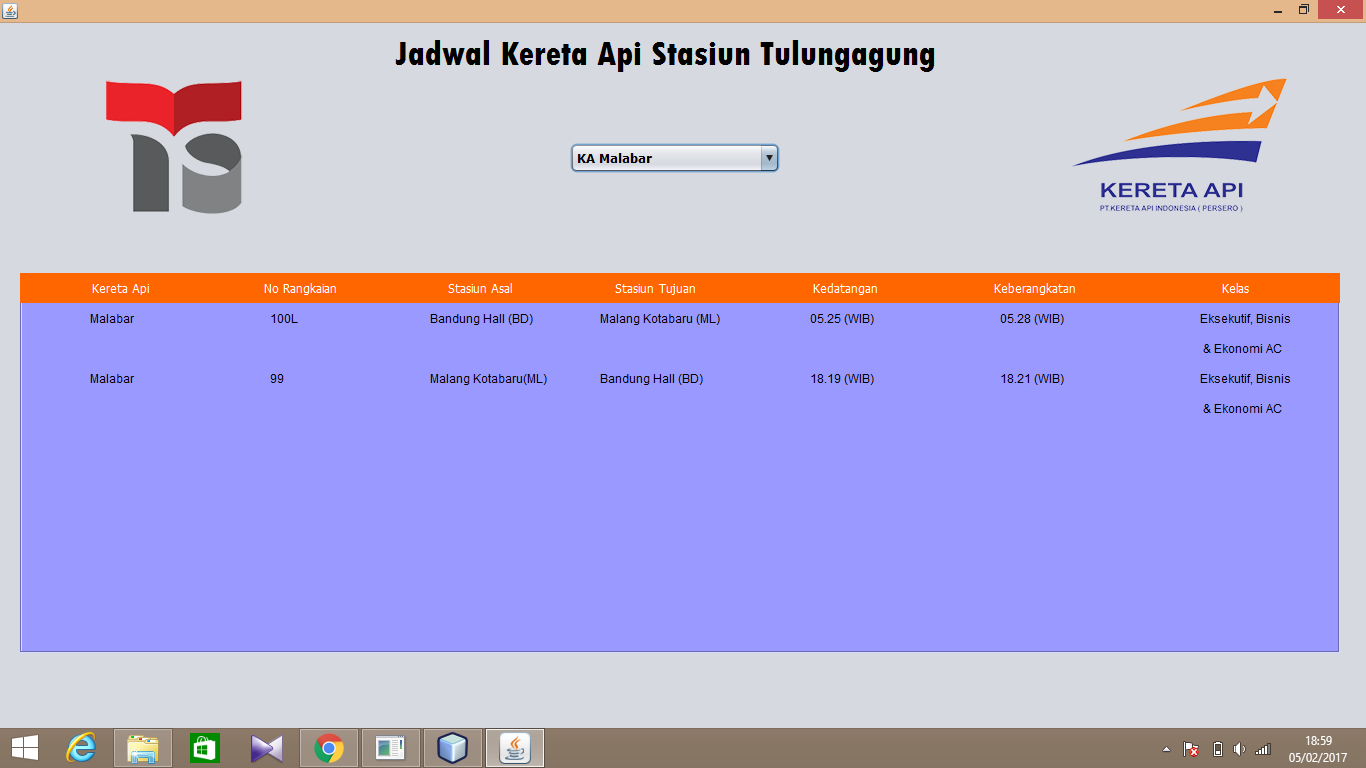 Jadwal Kereta Api Stasiun Tulungagung
KA Malabar
KERETA API
PT.KERETA API INDONESIA ( PERSERO )
Kereta Api No Rangkaian Stasiun Asal Stasiun Tujuan Kedatangan Keberangkatan Kelas
Malabar 100L Bandung Hall (BD) Malang Kotabaru (ML) 05.25 (WIB) 05.28 (WIB) Eksekutif, Bisnis
& Ekonomi AC
Malabar 99 Malang Kotabaru(ML) Bandung Hall (BD) 18.19 (WIB) 18.21 (WIB) Eksekutif, Bisnis
& Ekonomi AC
18:59
05/02/2017